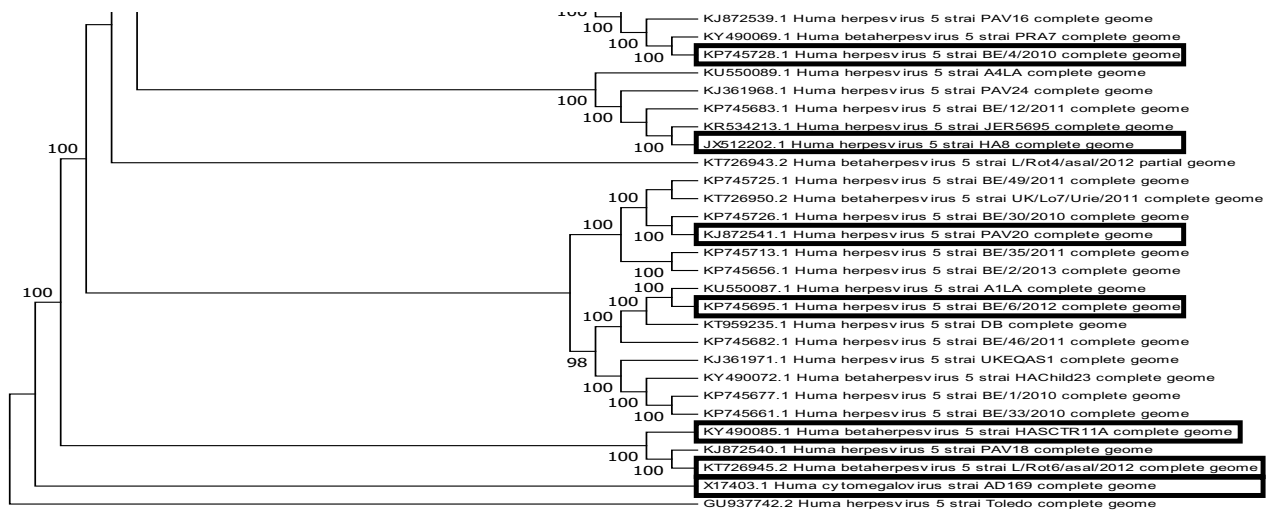 100
KJ872539.1 Huma herpesvirus 5 strai PAV16 complete geome
100
KY490069.1 Huma betaherpesvirus 5 strai PRA7 complete geome
100
100
KP745728.1 Huma herpesvirus 5 strai BE/4/2010 complete geome
KU550089.1 Huma herpesvirus 5 strai A4LA complete geome
KJ361968.1 Huma herpesvirus 5 strai PAV24 complete geome
100
KP745683.1 Huma herpesvirus 5 strai BE/12/2011 complete geome
100
KR534213.1 Huma herpesvirus 5 strai JER5695 complete geome
100
JX512202.1 Huma herpesvirus 5 strai HA8 complete geome
100
KT726943.2 Huma betaherpesvirus 5 strai L/Rot4/asal/2012 partial geome
KP745725.1 Huma herpesvirus 5 strai BE/49/2011 complete geome
100
KT726950.2 Huma betaherpesvirus 5 strai UK/Lo7/Urie/2011 complete geome
100
KP745726.1 Huma herpesvirus 5 strai BE/30/2010 complete geome
100
KJ872541.1 Huma herpesvirus 5 strai PAV20 complete geome
100
KP745713.1 Huma herpesvirus 5 strai BE/35/2011 complete geome
KP745656.1 Huma herpesvirus 5 strai BE/2/2013 complete geome
100
KU550087.1 Huma herpesvirus 5 strai A1LA complete geome
100
100
KP745695.1 Huma herpesvirus 5 strai BE/6/2012 complete geome
100
KT959235.1 Huma herpesvirus 5 strai DB complete geome
100
KP745682.1 Huma herpesvirus 5 strai BE/46/2011 complete geome
KJ361971.1 Huma herpesvirus 5 strai UKEQAS1 complete geome
98
KY490072.1 Huma betaherpesvirus 5 strai HAChild23 complete geome
100
KP745677.1 Huma herpesvirus 5 strai BE/1/2010 complete geome
100
KP745661.1 Huma herpesvirus 5 strai BE/33/2010 complete geome
100
KY490085.1 Huma betaherpesvirus 5 strai HASCTR11A complete geome
KJ872540.1 Huma herpesvirus 5 strai PAV18 complete geome
100
KT726945.2 Huma betaherpesvirus 5 strai L/Rot6/asal/2012 complete geome
100
X17403.1 Huma cytomegalovirus strai AD169 complete geome
GU937742.2 Huma herpesvirus 5 strai Toledo complete geome